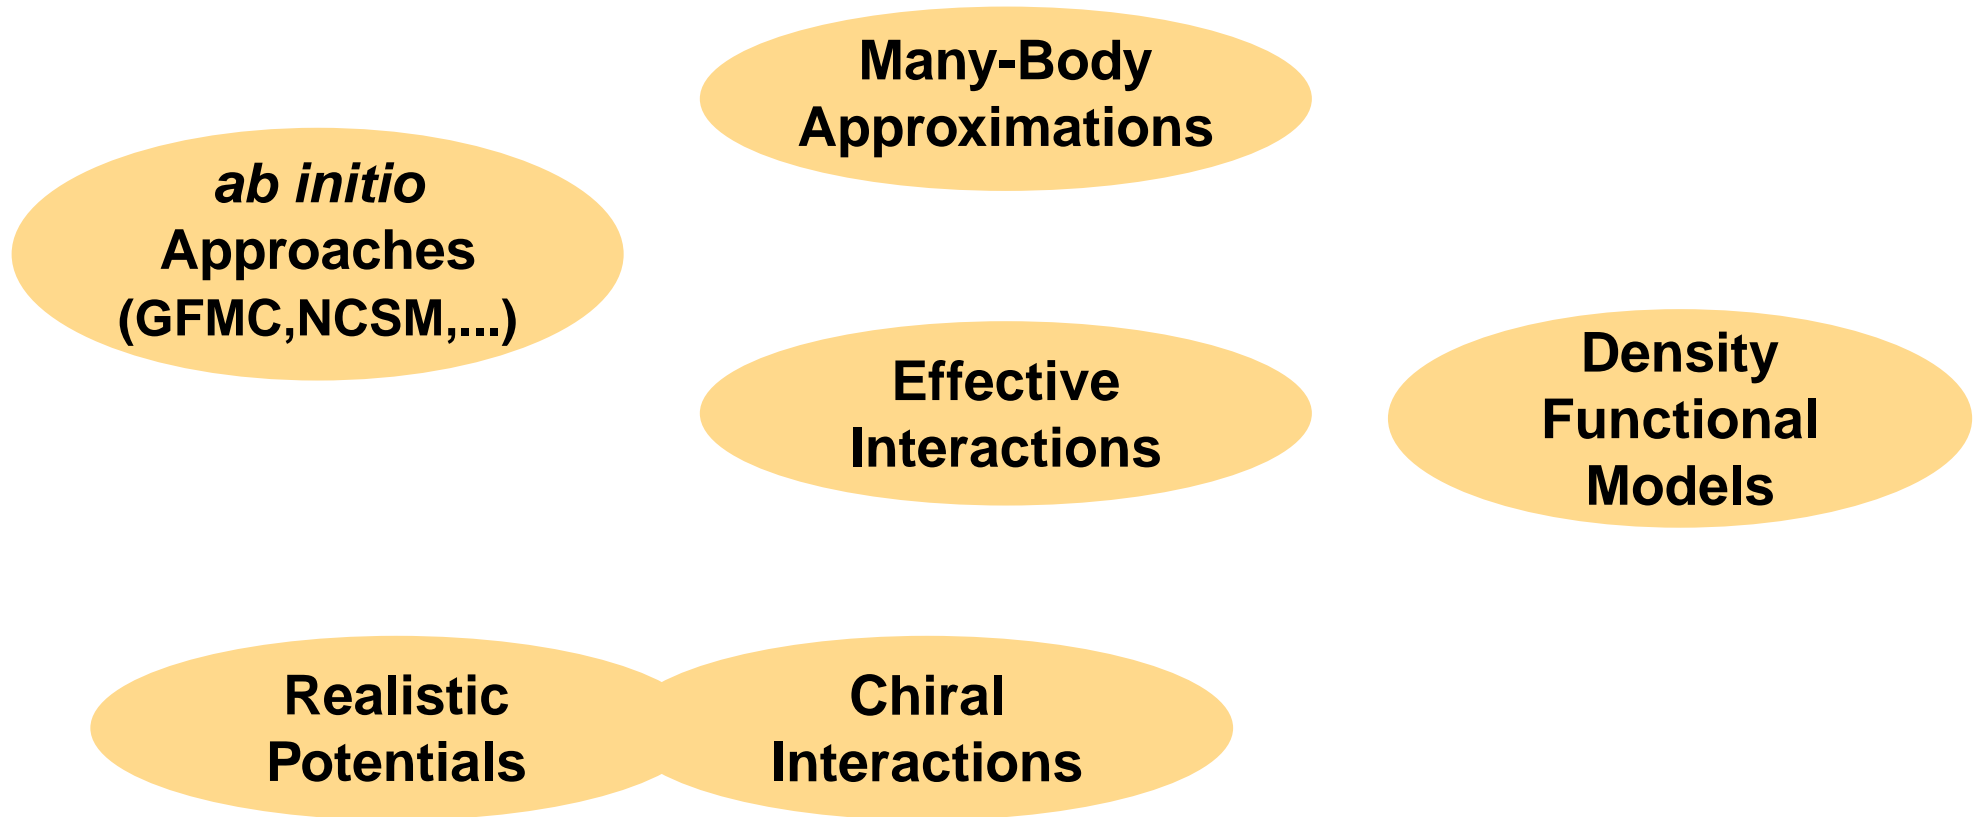 Many-Body
Approximations
ab initio
Approaches
(GFMC,NCSM,...)
Effective
Interactions
Density
Functional
Models
Realistic
Potentials
Chiral
Interactions